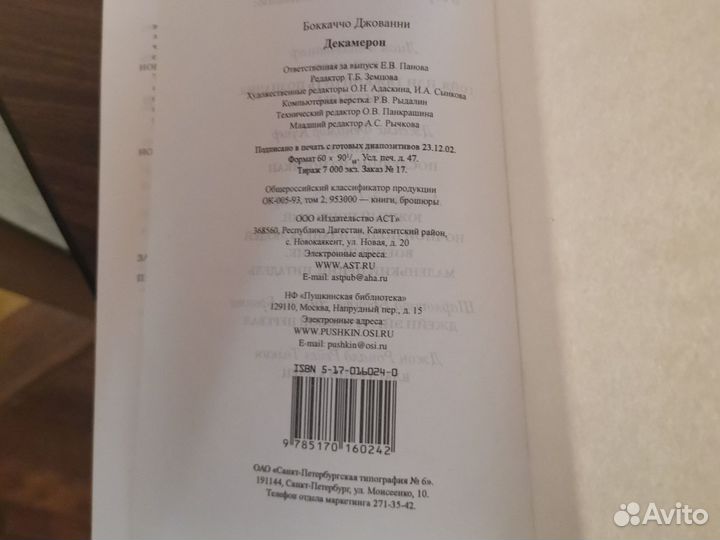 Боккаччо Джованни
Декамерон
Ответственная за выпуск Е.В. Панова
Редактор Т.Б. Земцова
Художественные редакторы О.Н. Адаскина, И.А. Сынкова
Компьютерная верстка: Р.В. Рыдалин
Технический редактор О.В. Панкрашина
Младший редактор А.С. Рычкова
Подписано в печать с готовых диапозитивов 23.12.02.
Формат 60 × 90 1/16. Усл. печ. л. 47.
Тираж 7 000 экз. Заказ № 17.
Общероссийский классификатор продукции
ОК-005-93, том 2, 953000 — книги, брошюры
ООО «Издательство АСТ»
368560, Республика Дагестан, Каякентский район,
с. Новокаякент, ул. Новая, д. 20
Электронные адреса:
WWW.AST.RU
E-mail: astpub@aha.ru
НФ «Пушкинская библиотека»
129110, Москва, Напрудный пер., д. 15
Электронные адреса:
WWW.PUSHKIN.OSI.RU
E-mail: pushkin@osi.ru
ISBN 5-17-016024-0
9 785170 160242
ОАО «Санкт-Петербургская типография № 6».
191144, Санкт-Петербург, ул. Моисеенко, 10.
Телефон отдела маркетинга 271-35-42.
Avito